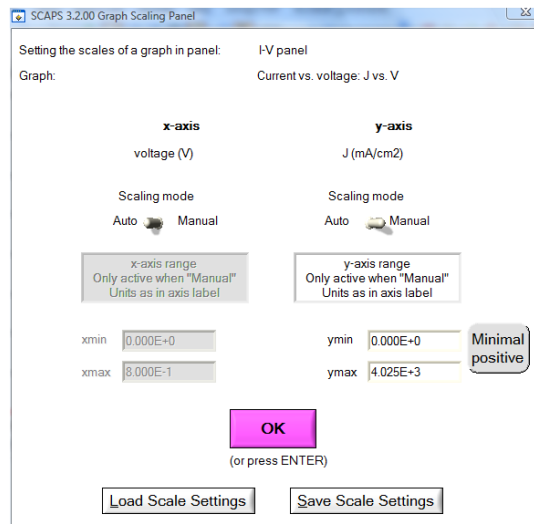 SCAPS 3.2.00 Graph Scaling Panel
Setting the scales of a graph in panel: I-V panel
Graph: Current vs. voltage: J vs. V
x-axis y-axis
voltage (V) J (mA/cm2)
Scaling mode Scaling mode
Auto Manual Auto Manual
x-axis range
Only active when "Manual"
Units as in axis label
y-axis range
Only active when "Manual"
Units as in axis label
xmin 0.000E+0 ymin 0.000E+0
xmax 8.000E-1 ymax 4.025E+3
Minimal
positive
OK
(or press ENTER)
Load Scale Settings Save Scale Settings